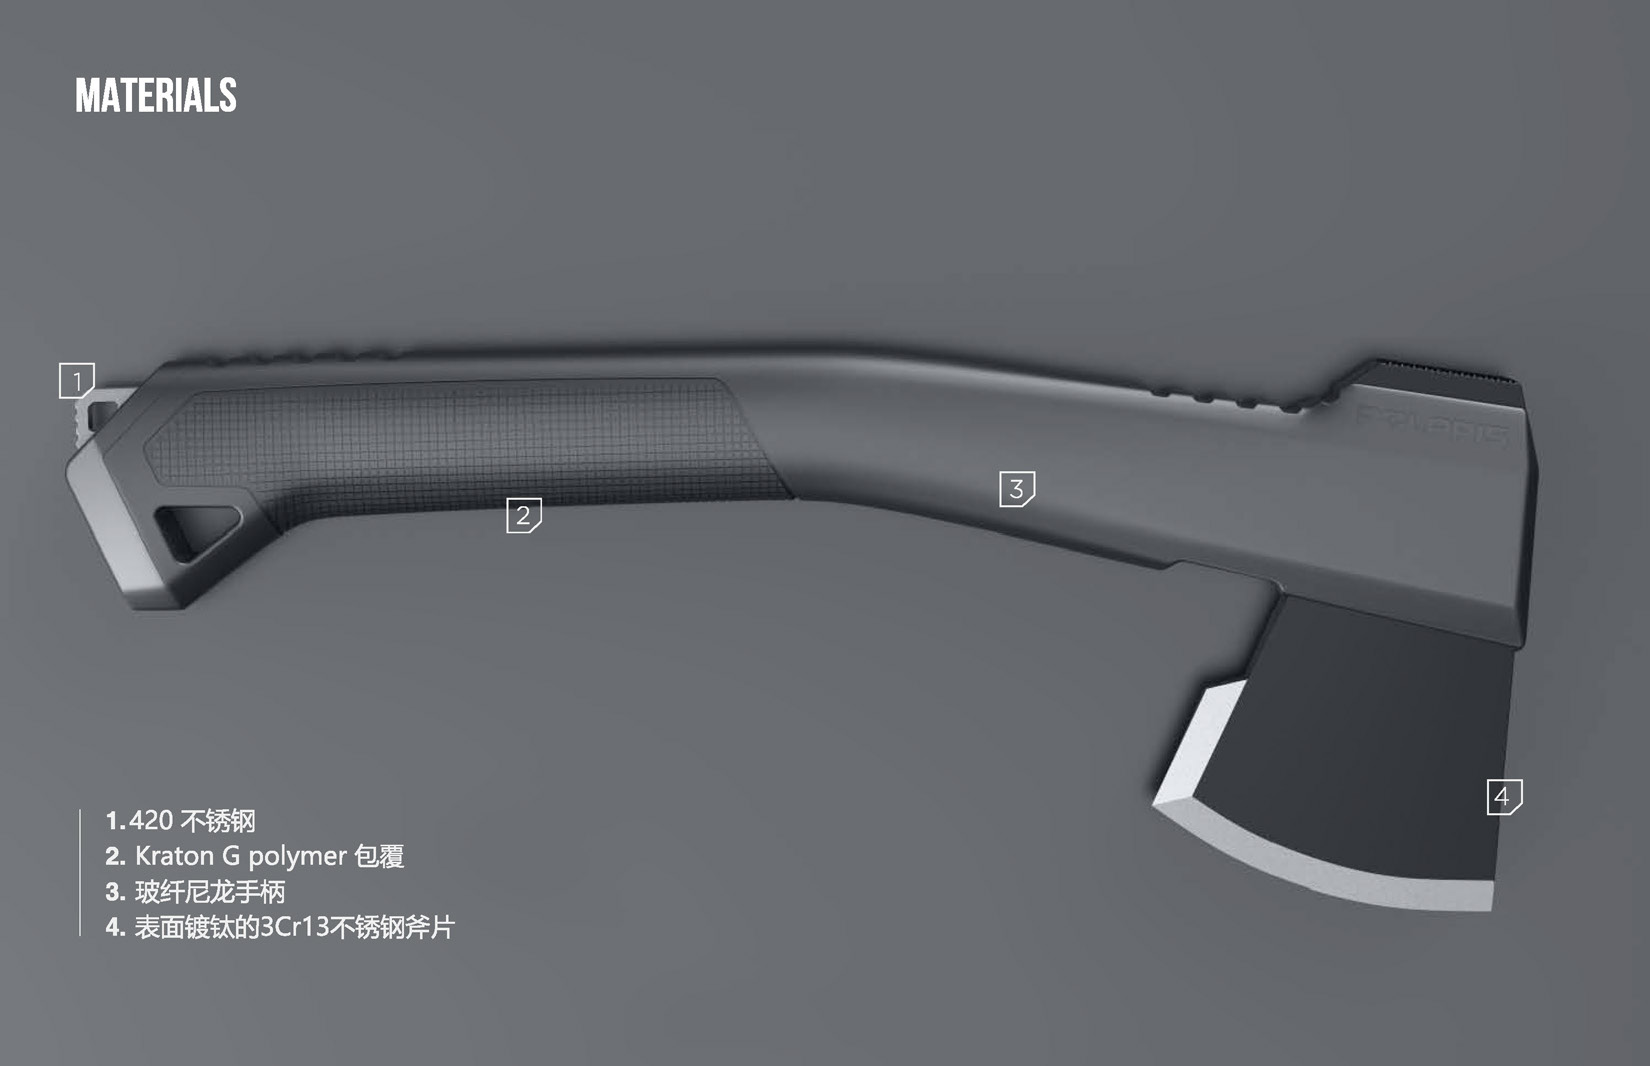 MATERIALS
1
POLARIS
3
2
4
1.420 不锈钢
2. Kraton G polymer 包覆
3. 玻纤尼龙手柄
4. 表面镀钛的3Cr13不锈钢斧片